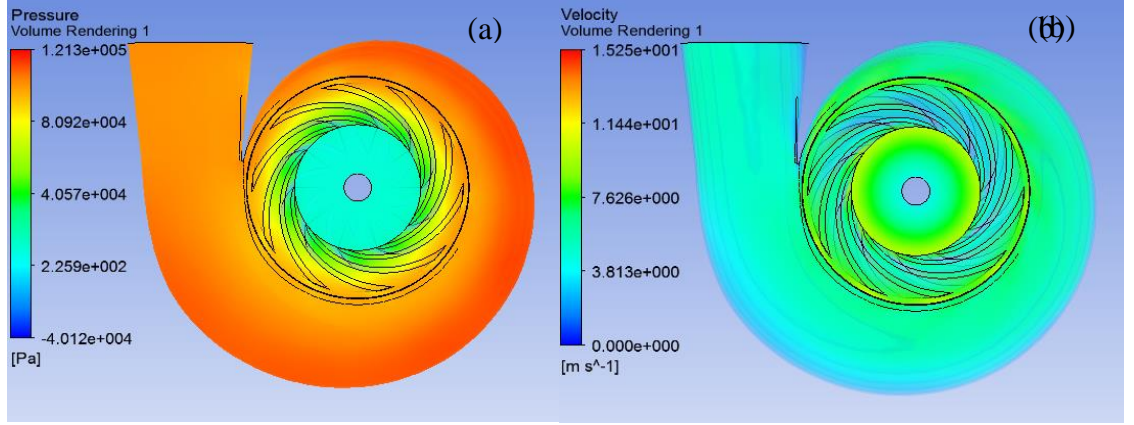 Pressure
Volume Rendering 1
(a)
1.213e+005
8.092e+004
4.057e+004
2.259e+002
-4.012e+004
[Pa]
Velocity
Volume Rendering 1
1.525e+001
1.144e+001
7.626e+000
3.813e+000
0.000e+000
[m s^-1]